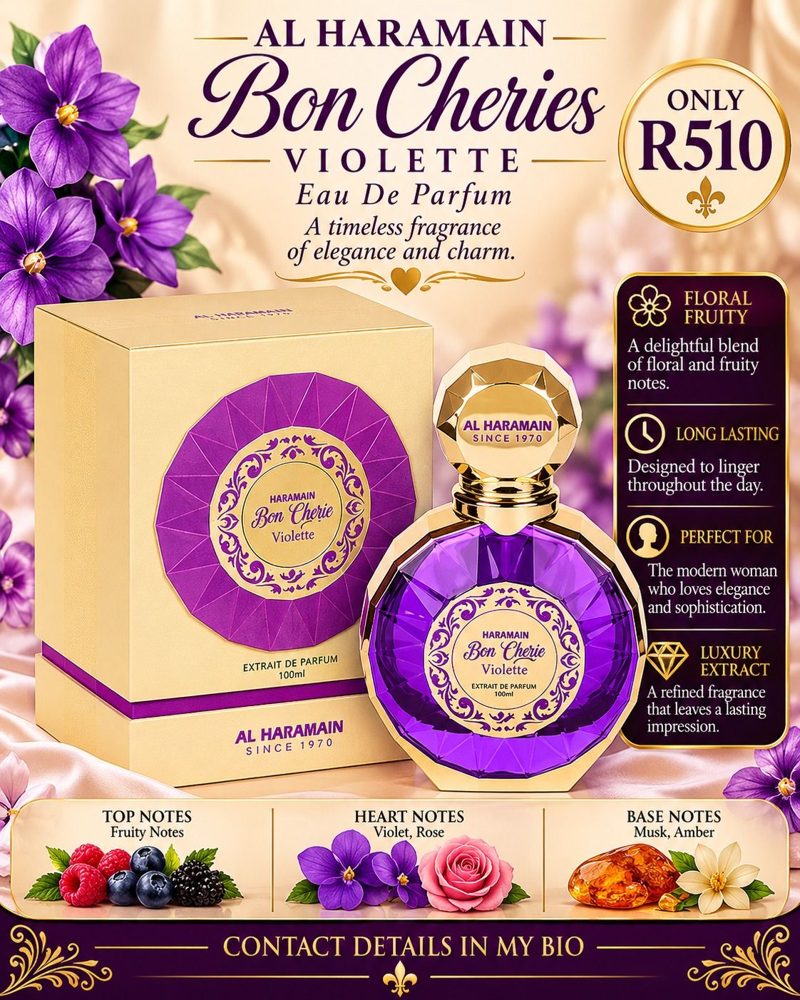 AL HARAMAIN
Bon Cheries
VIOLETTE
Eau De Parfum
A timeless fragrance
of elegance and charm.
ONLY
R510
FLORAL
FRUITY
A delightful blend
of floral and fruity
notes.
LONG LASTING
Designed to linger
throughout the day.
PERFECT FOR
The modern woman
who loves elegance
and sophistication.
LUXURY
EXTRACT
A refined fragrance
that leaves a lasting
impression.
AL HARAMAIN
SINCE 1970
HARAMAIN
Bon Cherie
Violette
EXTRAIT DE PARFUM
100ml
AL HARAMAIN
SINCE 1970
AL HARAMAIN
SINCE 1970
HARAMAIN
Bon Cherie
Violette
EXTRAIT DE PARFUM
100ml
TOP NOTES
Fruity Notes
HEART NOTES
Violet, Rose
BASE NOTES
Musk, Amber
CONTACT DETAILS IN MY BIO